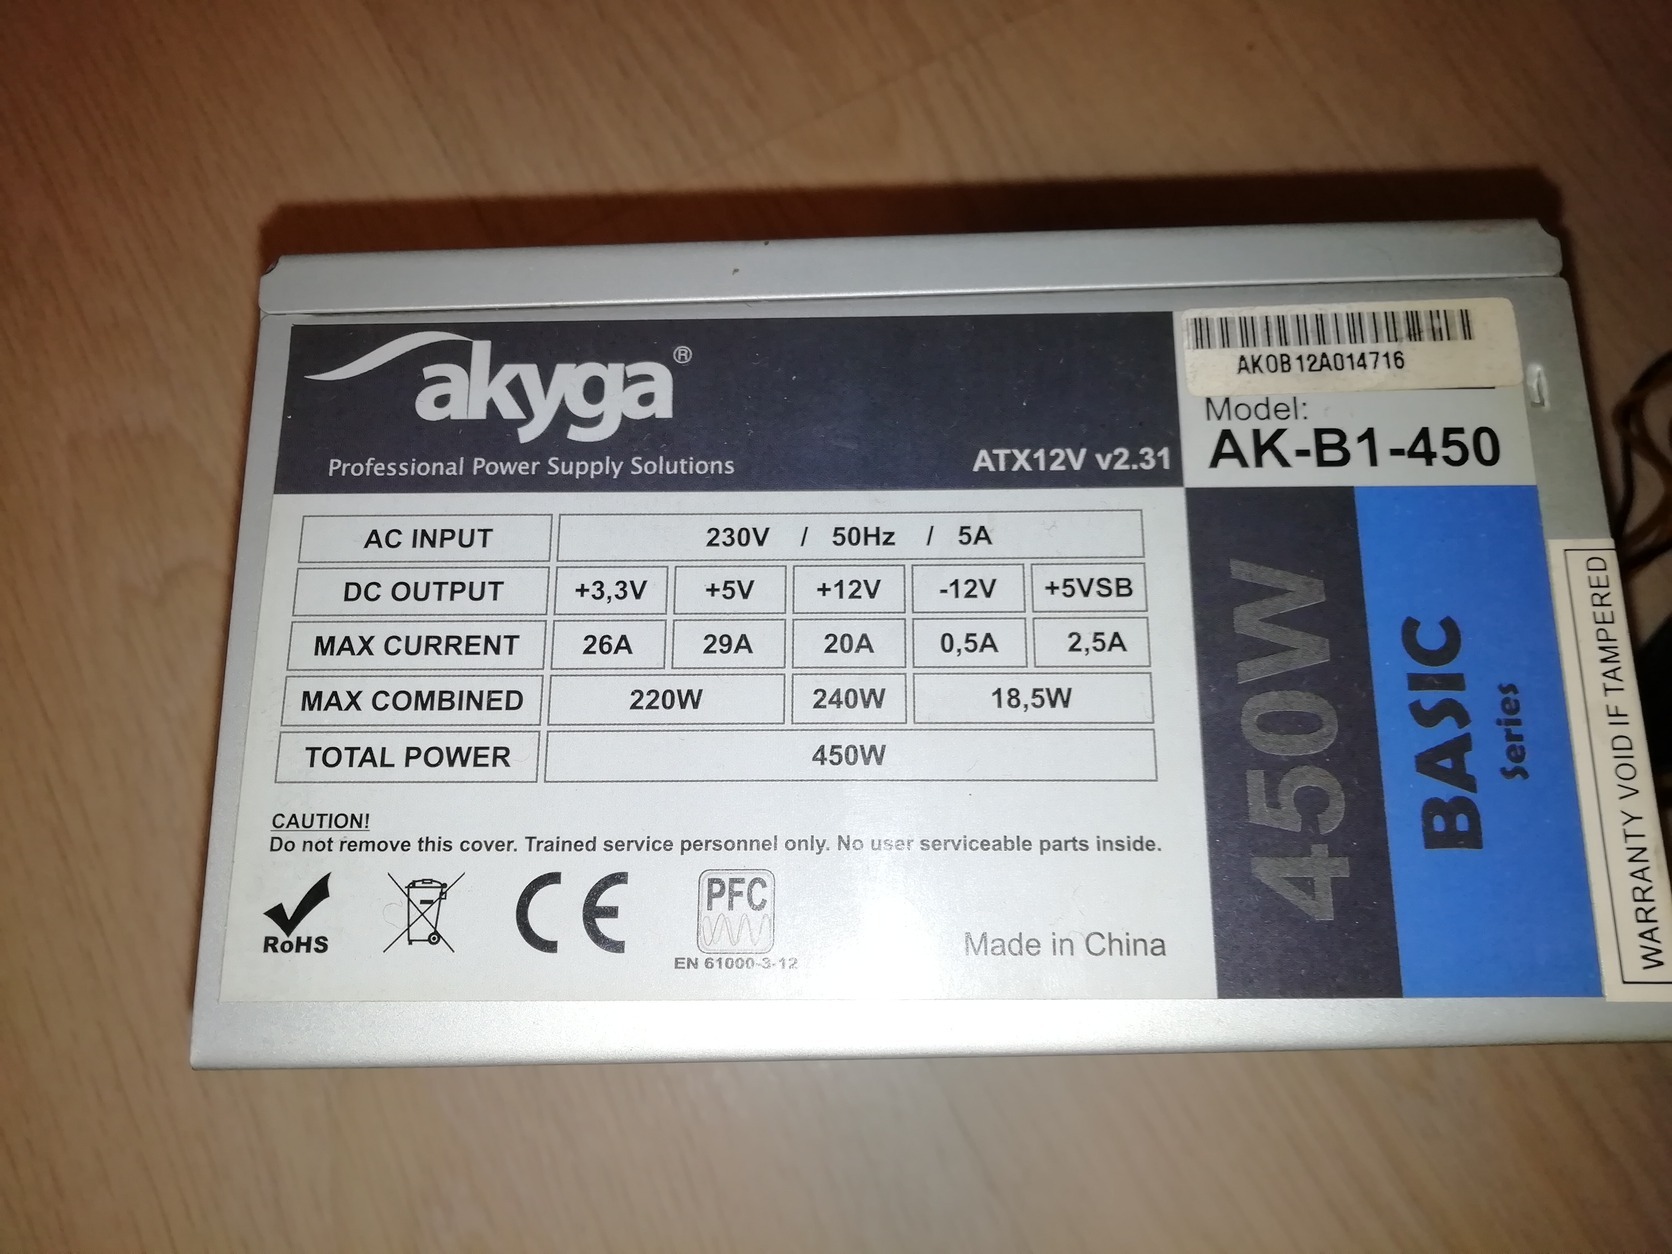 akyga®
Professional Power Supply Solutions
ATX12V v2.31
AK0B12A014716
Model:
AK-B1-450
AC INPUT 230V / 50Hz / 5A
DC OUTPUT +3,3V +5V +12V -12V +5VSB
MAX CURRENT 26A 29A 20A 0,5A 2,5A
MAX COMBINED 220W 240W 18,5W
TOTAL POWER 450W
CAUTION!
Do not remove this cover. Trained service personnel only. No user serviceable parts inside.
RoHS
CE
PFC
EN 61000-3-12
Made in China
450W
BASIC
Series
WARRANTY VOID IF TAMPERED